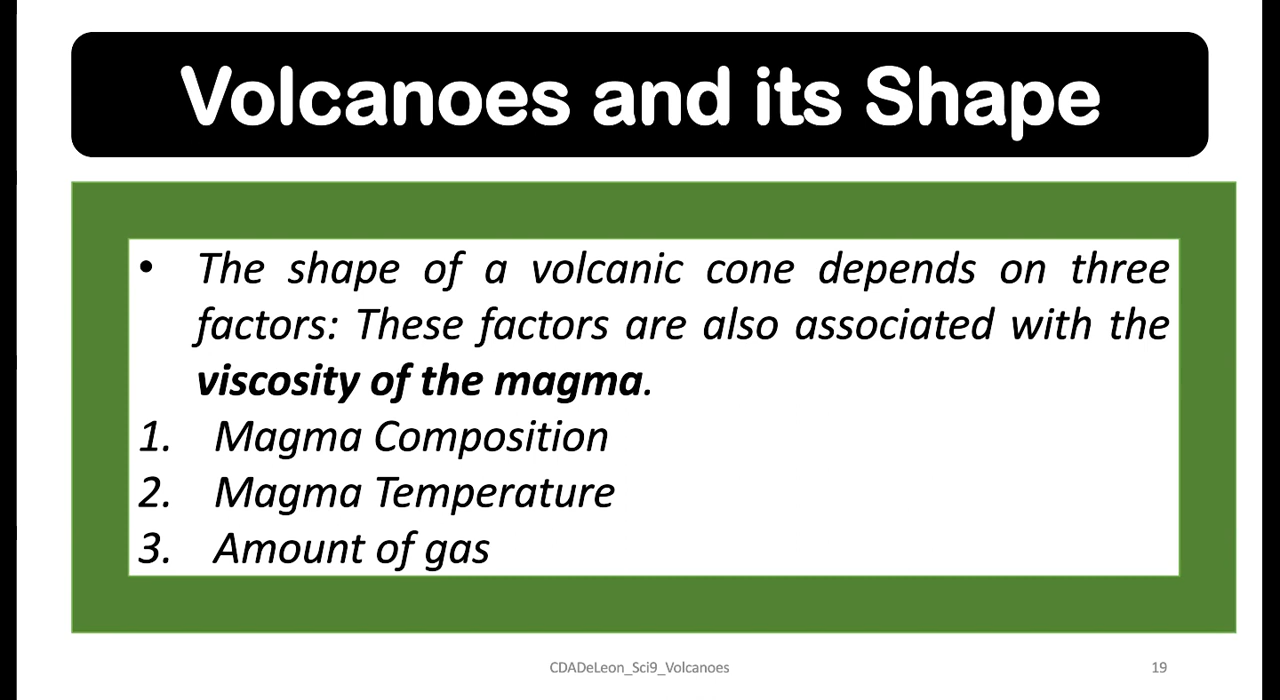 Volcanoes and its Shape
• The shape of a volcanic cone depends on three
factors: These factors are also associated with the
viscosity of the magma.
1. Magma Composition
2. Magma Temperature
3. Amount of gas
CDADeLeon_Sci9_Volcanoes
19